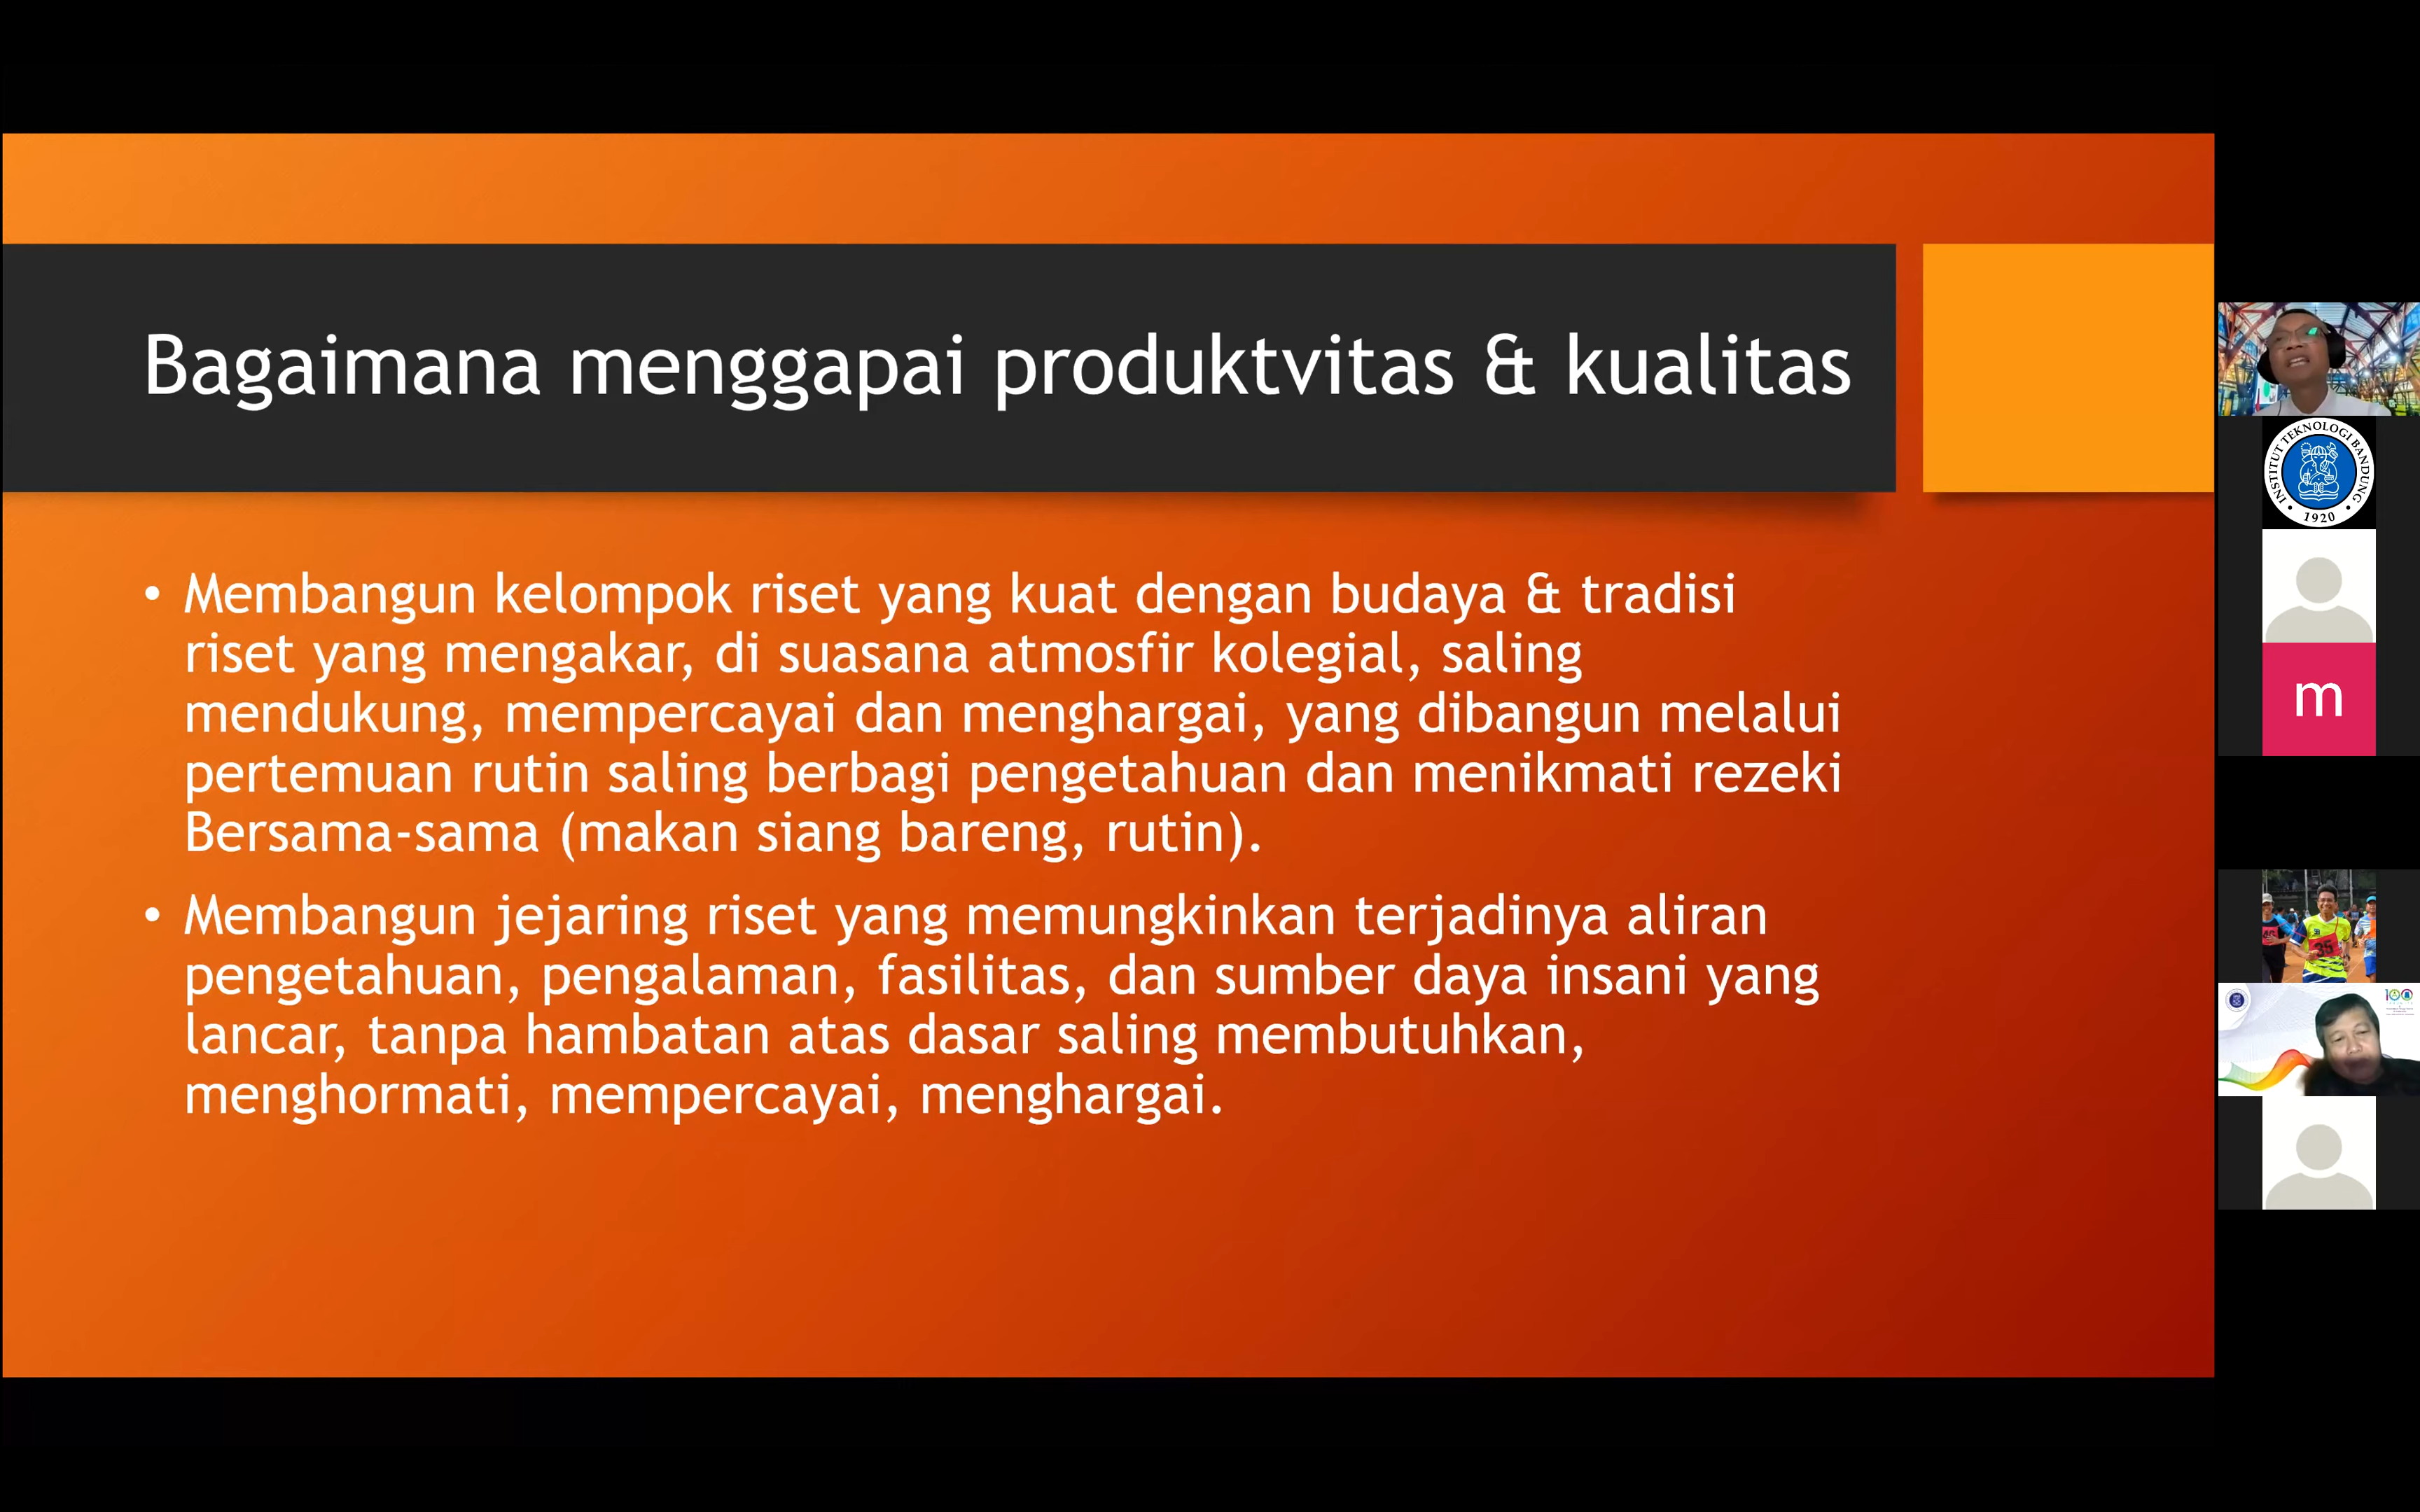 Bagaimana menggapai produktvitas & kualitas
• Membangun kelompok riset yang kuat dengan budaya & tradisi
riset yang mengakar, di suasana atmosfir kolegial, saling
mendukung, mempercayai dan menghargai, yang dibangun melalui
pertemuan rutin saling berbagi pengetahuan dan menikmati rezeki
Bersama-sama (makan siang bareng, rutin).
• Membangun jejaring riset yang memungkinkan terjadinya aliran
pengetahuan, pengalaman, fasilitas, dan sumber daya insani yang
lancar, tanpa hambatan atas dasar saling membutuhkan,
menghormati, mempercayai, menghargai.
INSTITUT TEKNOLOGI BANDUNG
1920
m
35
100